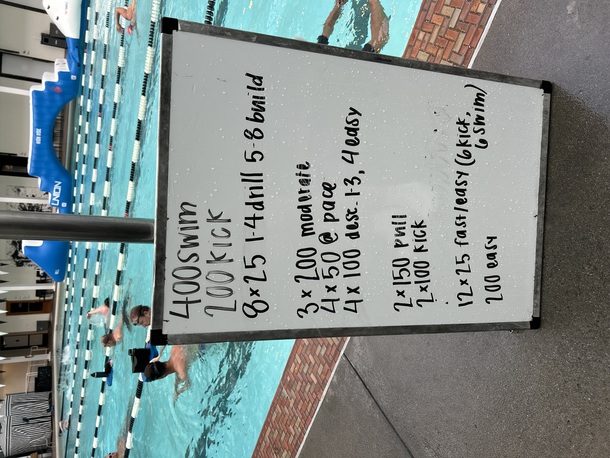 400 swim
200 kick
8x25 1-4 drill 5-8 build
3 x 200 moderate
4 x 50 @ pace
4 x 100 desc. 1-3, 4 easy
2 x 150 pull
2 x 100 kick
12 x 25 fast/easy (6 kick,
6 swim)
200 easy